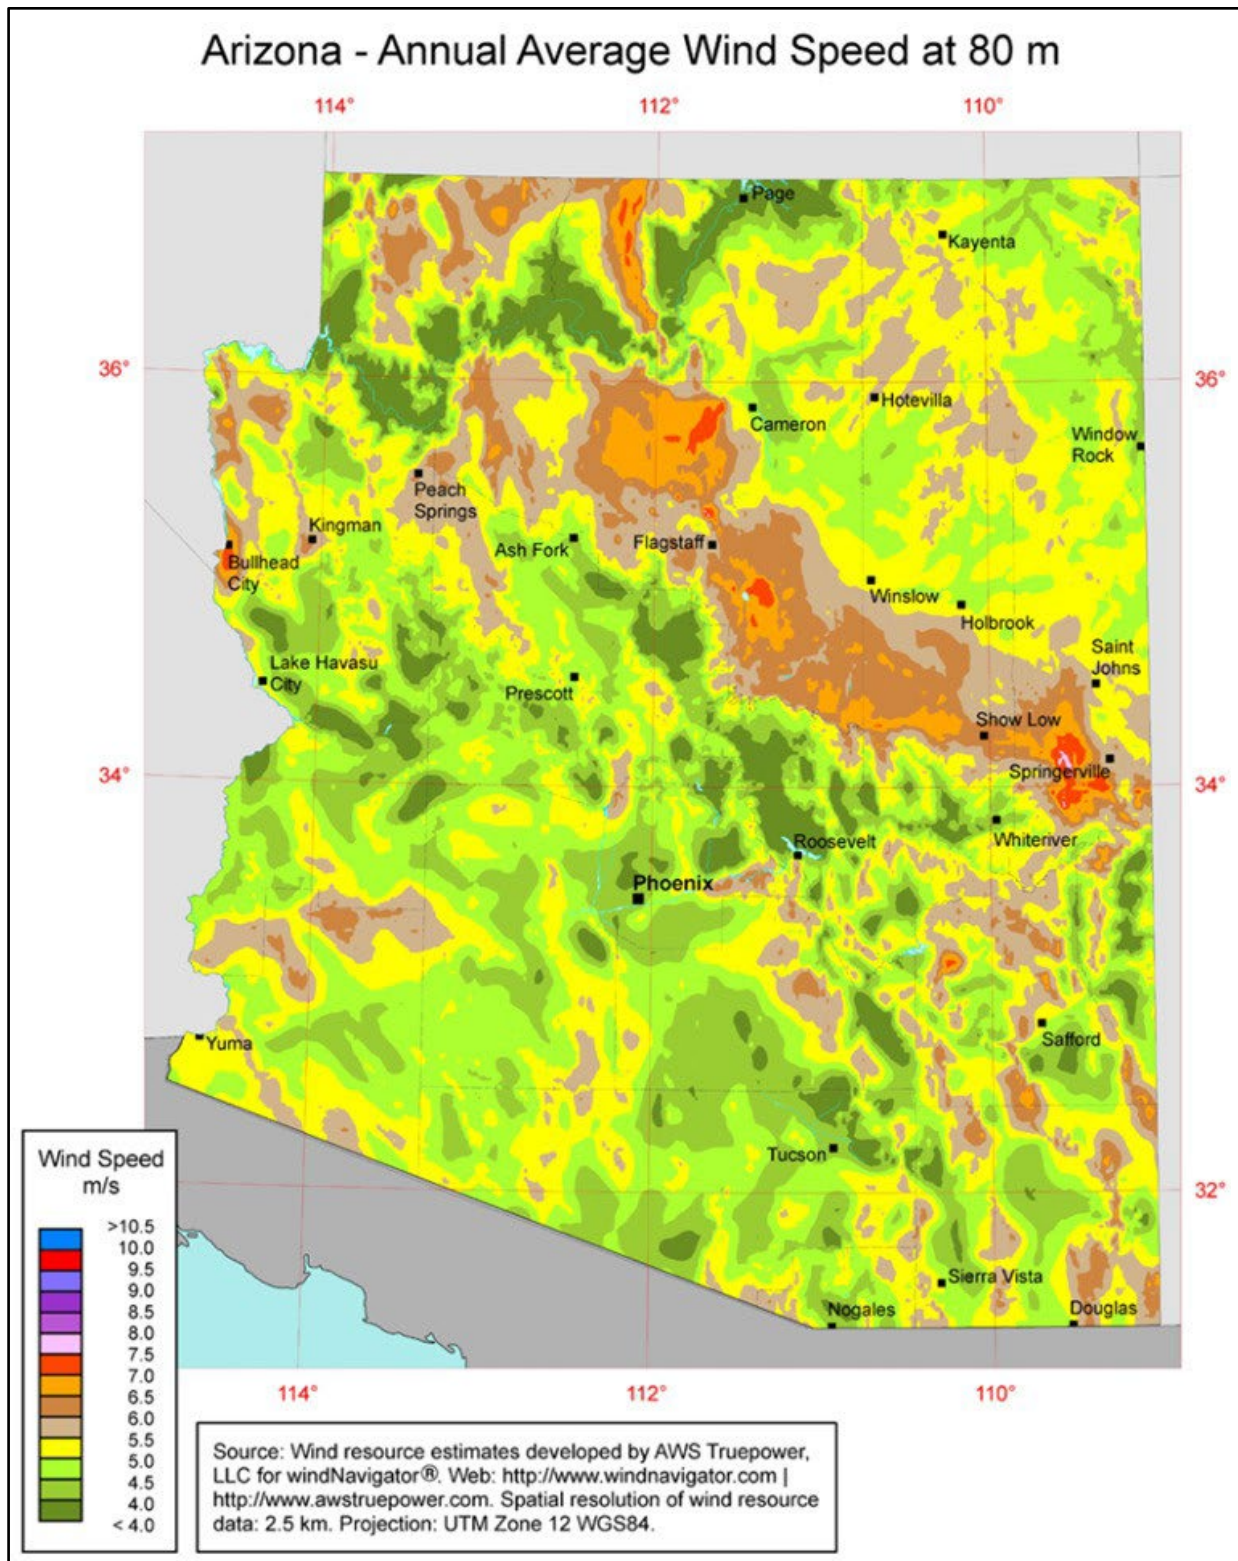 Arizona - Annual Average Wind Speed at 80 m
114°
112°
110°
Page
Kayenta
36°
36°
Hotevilla
Cameron
Window
Rock
Peach
Springs
Kingman
Ash Fork
Flagstaff
Bullhead
City
Winslow
Holbrook
Saint
Johns
Lake Havasu
City
Prescott
Show Low
34°
34°
Springerville
Whiteriver
Roosevelt
Phoenix
Safford
Yuma
Tucson
32°
Sierra Vista
Nogales
Douglas
Wind Speed
m/s
>10.5
10.0
9.5
9.0
8.5
8.0
7.5
7.0
6.5
6.0
5.5
5.0
4.5
4.0
< 4.0
114°
112°
110°
Source: Wind resource estimates developed by AWS Truepower,
LLC for windNavigator®. Web: http://www.windnavigator.com |
http://www.awstruepower.com. Spatial resolution of wind resource
data: 2.5 km. Projection: UTM Zone 12 WGS84.